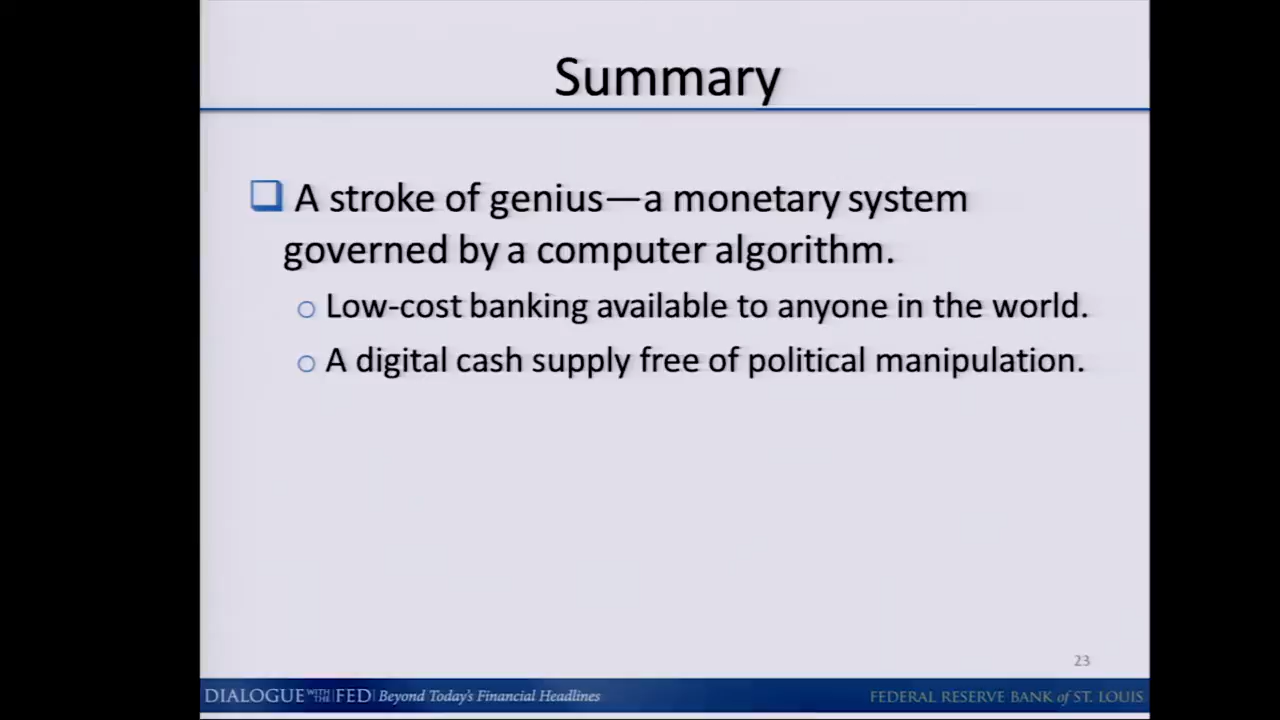 Summary
A stroke of genius—a monetary system
governed by a computer algorithm.
Low-cost banking available to anyone in the world.
A digital cash supply free of political manipulation.
23
DIALOGUE WITH THE FED Beyond Today's Financial Headlines
FEDERAL RESERVE BANK of ST. LOUIS